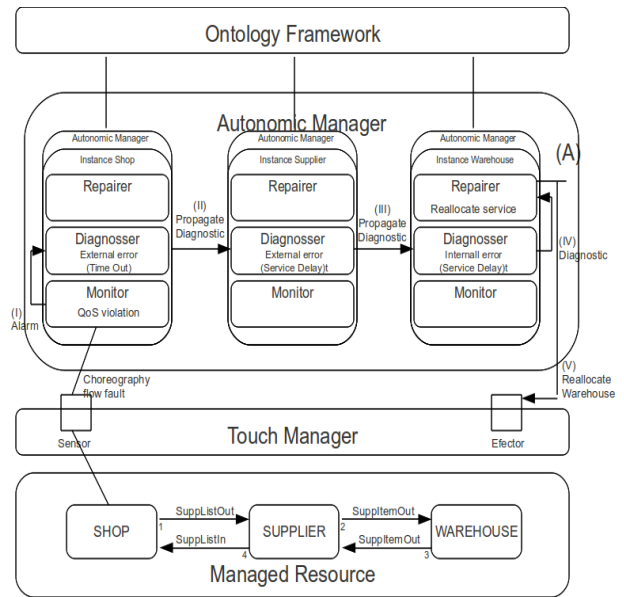 Ontology Framework
Autonomic Manager
Autonomic Manager
Instance Shop
Repairer
Diagnosser
External error
(Time Out)
Monitor
QoS violation
(I)
Alarm
(II)
Propagate
Diagnostic
Autonomic Manager
Instance Supplier
Repairer
Diagnosser
External error
(Service Delay)t
Monitor
(III)
Propagate
Diagnostic
Autonomic Manager
Instance Warehouse
Repairer
Reallocate service
Diagnosser
Internall error
(Service Delay)t
Monitor
(A)
(IV)
Diagnostic
(V)
Reallocate
Warehouse
Choreography
flow fault
Sensor
Touch Manager
Efector
SHOP
SuppListOut
1
SuppListIn
4
SUPPLIER
SuppItemOut
2
SuppItemOut
3
WAREHOUSE
Managed Resource